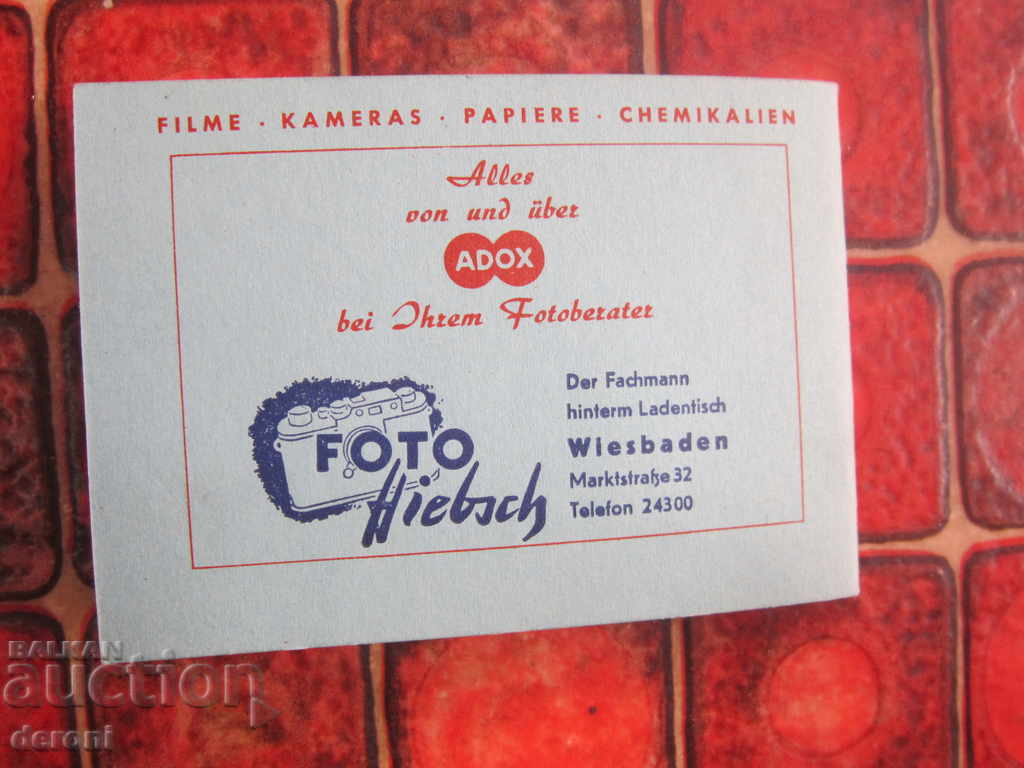 FILME · KAMERAS · PAPIERE · CHEMIKALIEN
Alles
von und über
ADOX
bei Ihrem Fotoberater
FOTO
Hiebsch
Der Fachmann
hinterm Ladentisch
Wiesbaden
Marktstraße 32
Telefon 24300
BALKAN
auction
deroni